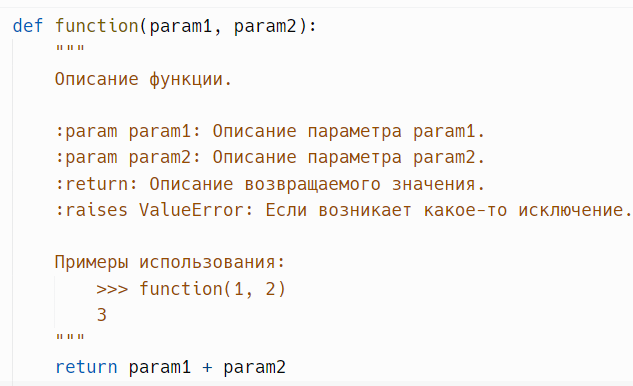 def function(param1, param2):
"""
Описание функции.
:param param1: Описание параметра param1.
:param param2: Описание параметра param2.
:return: Описание возвращаемого значения.
:raises ValueError: Если возникает какое-то исключение.
Примеры использования:
>>> function(1, 2)
3
"""
return param1 + param2